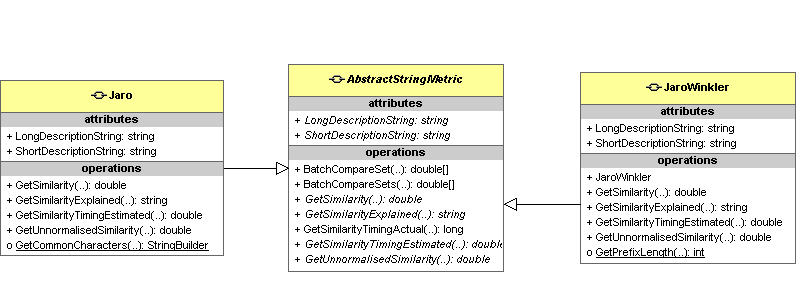 Jaro
attributes
+ LongDescriptionString: string
+ ShortDescriptionString: string
operations
+ GetSimilarity(..): double
+ GetSimilarityExplained(..): string
+ GetSimilarityTimingEstimated(..): double
+ GetUnnormalisedSimilarity(..): double
o GetCommonCharacters(..): StringBuilder
AbstractStringMetric
attributes
+ LongDescriptionString: string
+ ShortDescriptionString: string
operations
+ BatchCompareSet(..): double[]
+ BatchCompareSets(..): double[]
+ GetSimilarity(..): double
+ GetSimilarityExplained(..): string
+ GetSimilarityTimingActual(..): long
+ GetSimilarityTimingEstimated(..): double
+ GetUnnormalisedSimilarity(..): double
JaroWinkler
attributes
+ LongDescriptionString: string
+ ShortDescriptionString: string
operations
+ JaroWinkler
+ GetSimilarity(..): double
+ GetSimilarityExplained(..): string
+ GetSimilarityTimingEstimated(..): double
+ GetUnnormalisedSimilarity(..): double
o GetPrefixLength(..): int